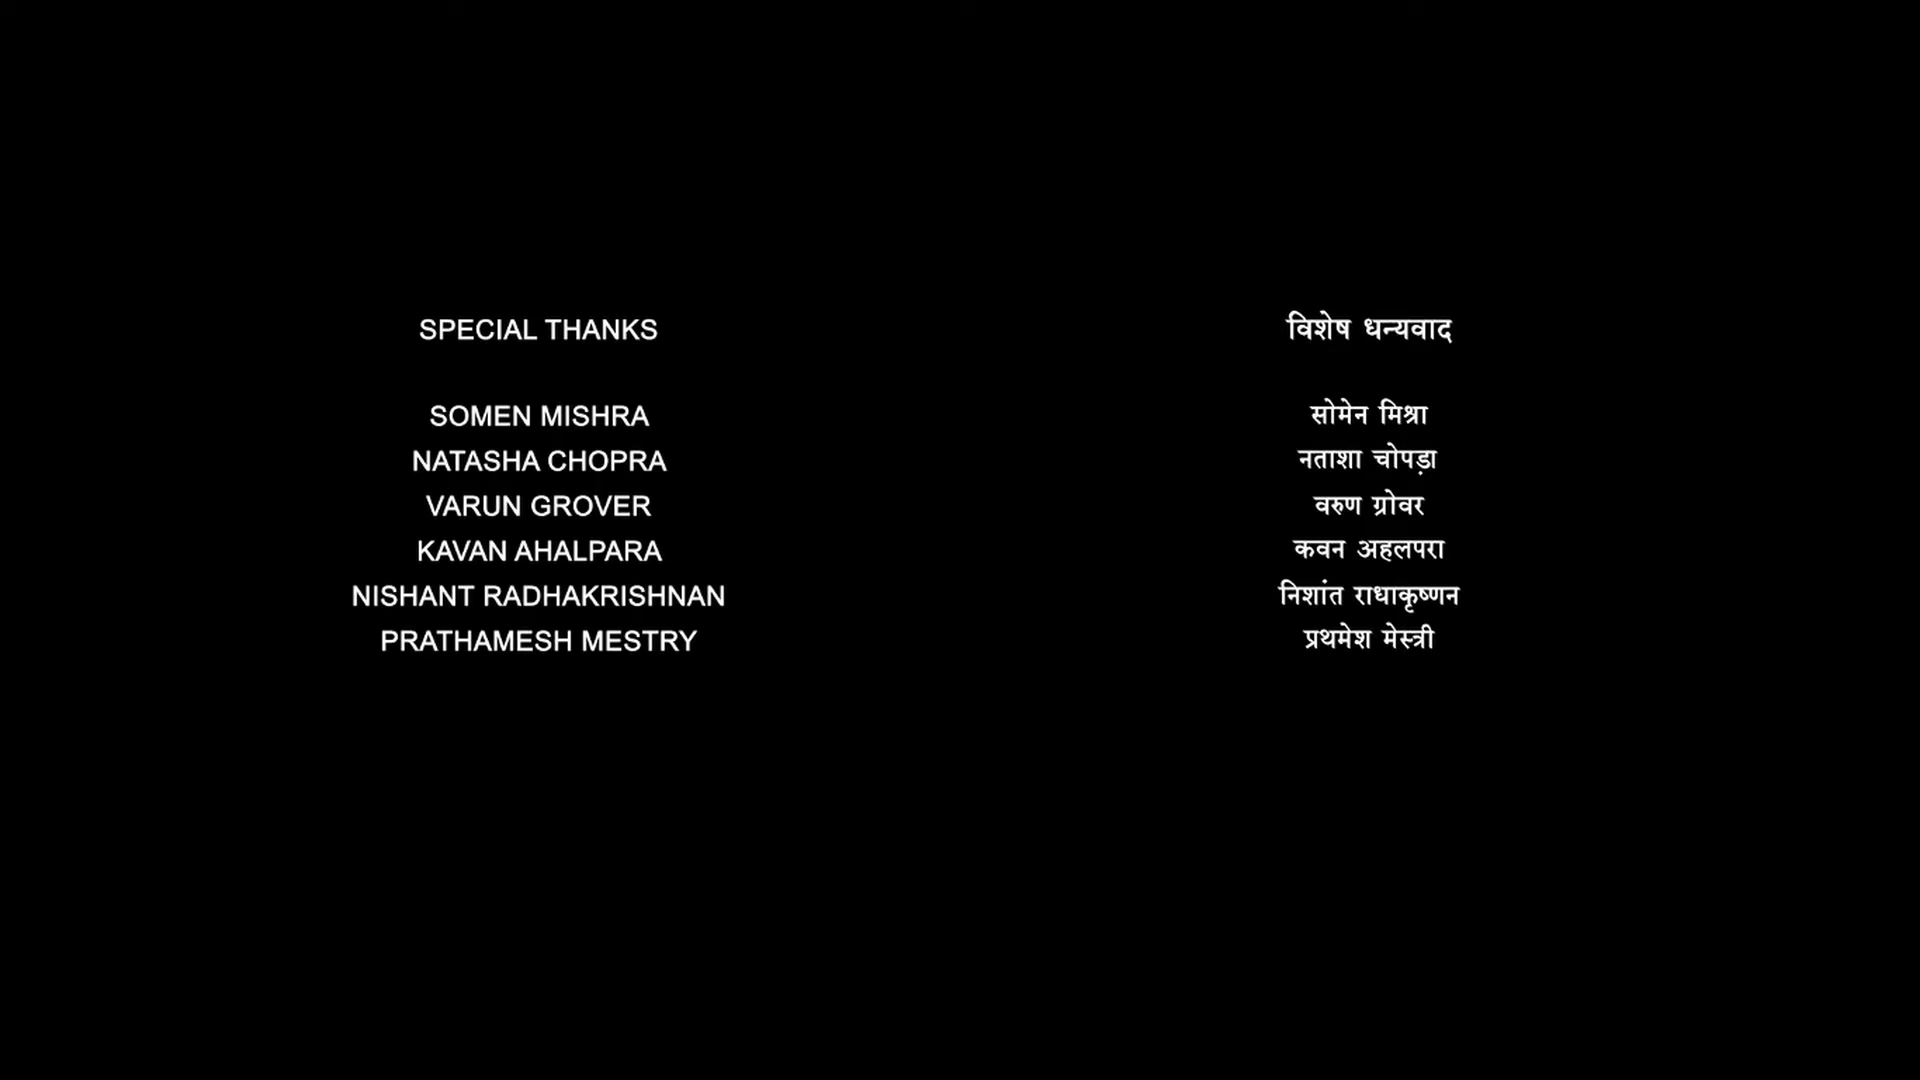 SPECIAL THANKS
SOMEN MISHRA
NATASHA CHOPRA
VARUN GROVER
KAVAN AHALPARA
NISHANT RADHAKRISHNAN
PRATHAMESH MESTRY
विशेष धन्यवाद
सोमेन मिश्रा
नताशा चोपड़ा
वरुण ग्रोवर
कवन अहलपरा
निशांत राधाकृष्णन
प्रथमेश मेस्त्री